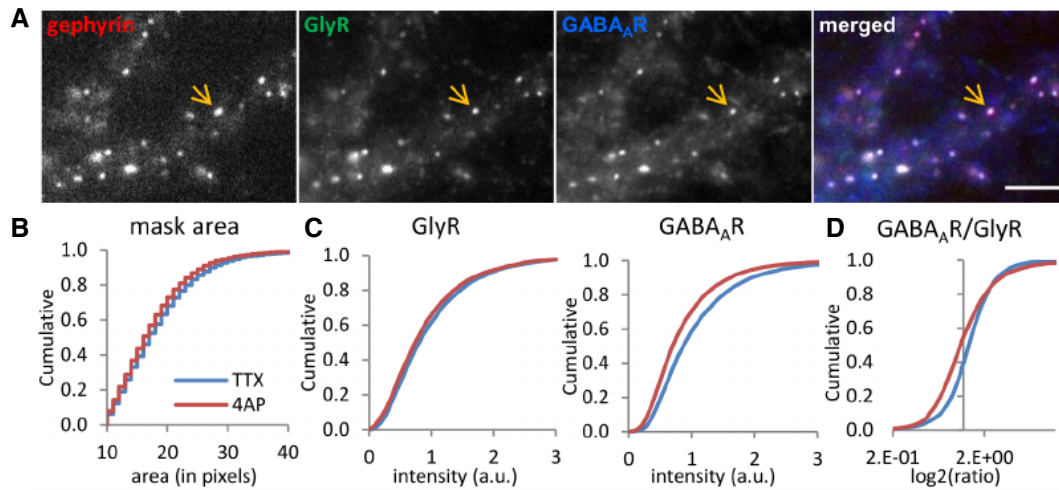 A
gephyrin
GlyR
GABAAR
merged
B
mask area
C
GlyR
GABAAR
D
GABAAR/GlyR
Cumulative
1.0
0.8
0.6
0.4
0.2
0.0
TTX
4AP
10
20
30
40
area (in pixels)
Cumulative
1.0
0.8
0.6
0.4
0.2
0.0
0
1
2
3
intensity (a.u.)
Cumulative
1.0
0.8
0.6
0.4
0.2
0.0
0
1
2
3
intensity (a.u.)
Cumulative
1.0
0.8
0.6
0.4
0.2
0.0
2.E-01
2.E+00
log2(ratio)